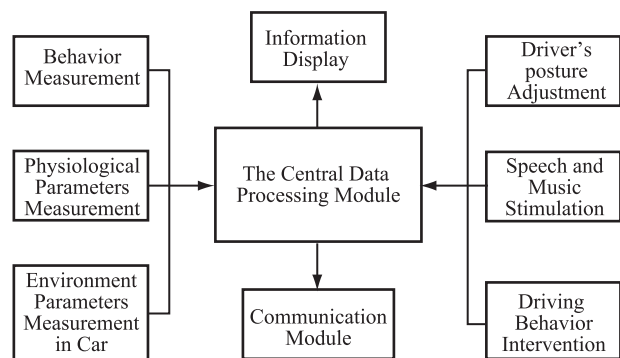 Behavior
Measurement
Physiological
Parameters
Measurement
Environment
Parameters
Measurement
in Car
Information
Display
The Central Data
Processing Module
Communication
Module
Driver's
posture
Adjustment
Speech and
Music
Stimulation
Driving
Behavior
Intervention